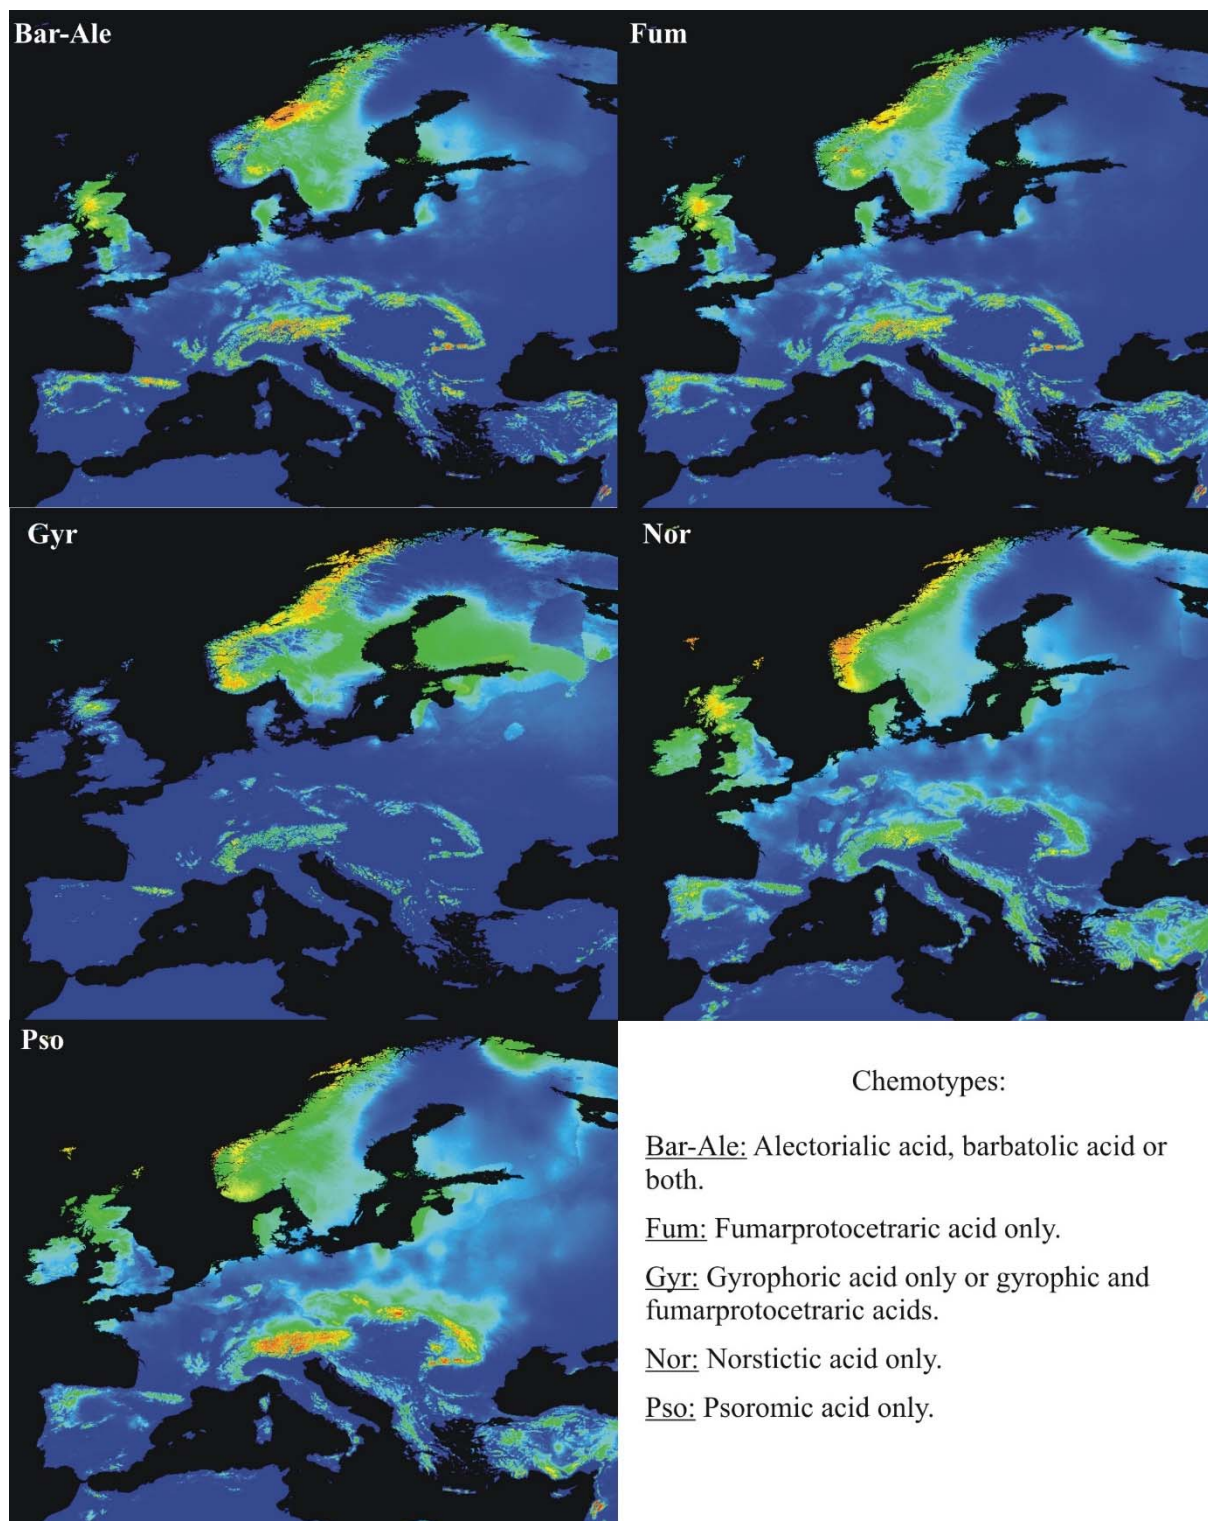 Bar-Ale
Fum
Gyr
Nor
Pso
Chemotypes:
Bar-Ale: Alectorialic acid, barbatolic acid or
both.
Fum: Fumarprotocetraric acid only.
Gyr: Gyrophoric acid only or gyrophic and
fumarprotocetraric acids.
Nor: Norstictic acid only.
Pso: Psoromic acid only.